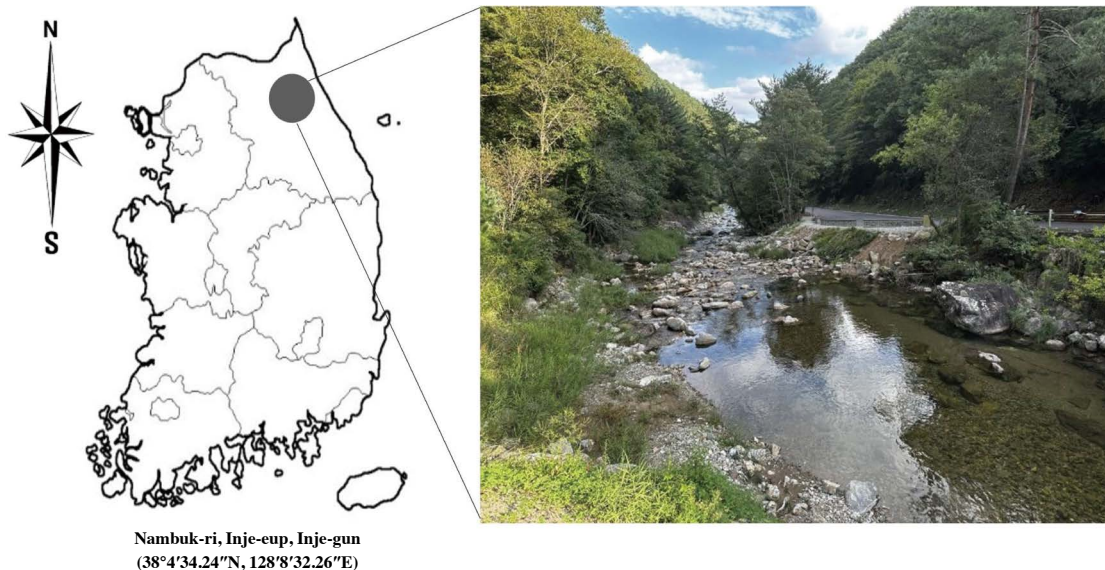 N
S
Nambuk-ri, Inje-eup, Inje-gun
(38°4′34.24″N, 128°8′32.26″E)